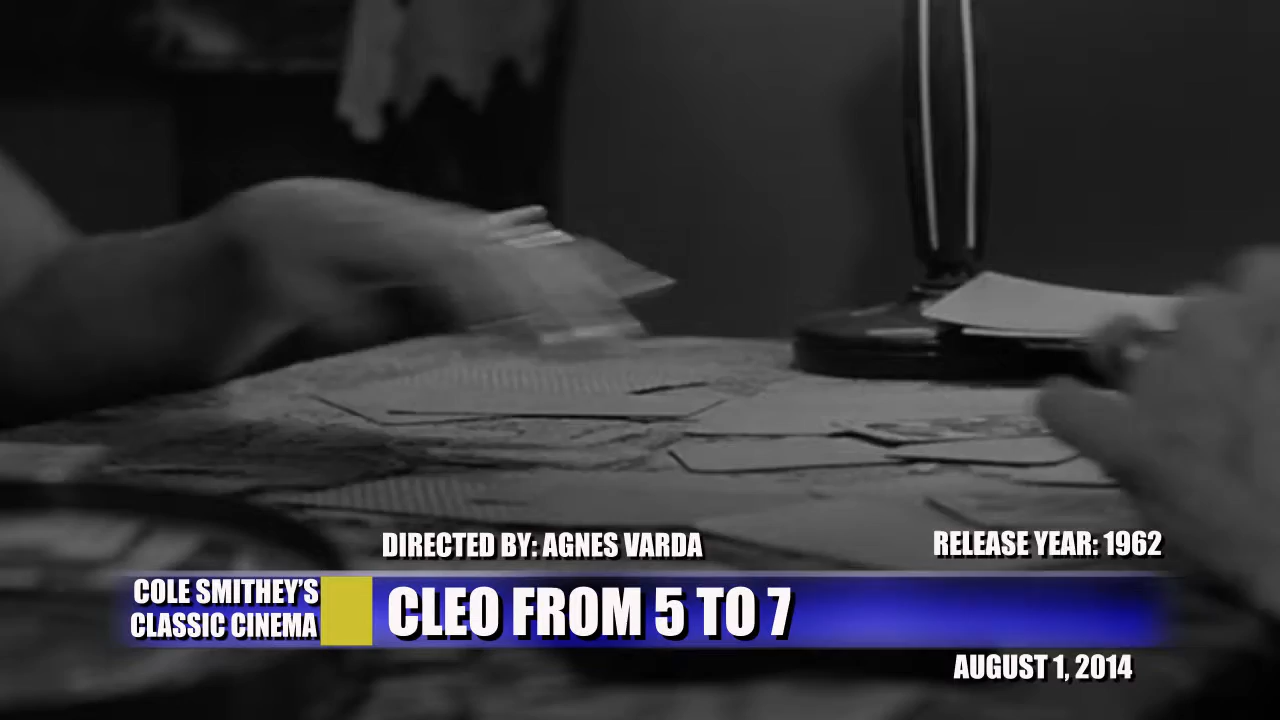 DIRECTED BY: AGNES VARDA
RELEASE YEAR: 1962
COLE SMITHEY'S
CLASSIC CINEMA
CLEO FROM 5 TO 7
AUGUST 1, 2014